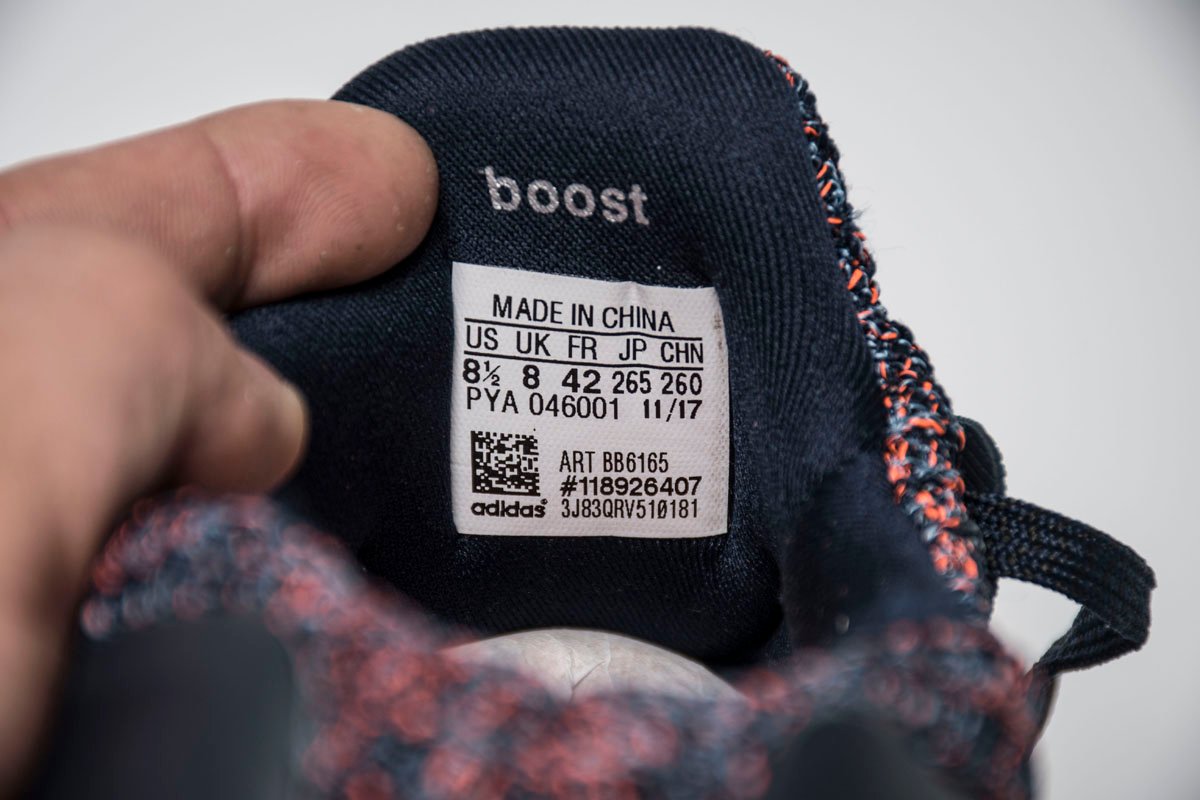 boost
MADE IN CHINA
US UK FR JP CHN
8½ 8 42 265 260
PYA 046001 11/17
ART BB6165
#118926407
adidas® 3J83QRV510181